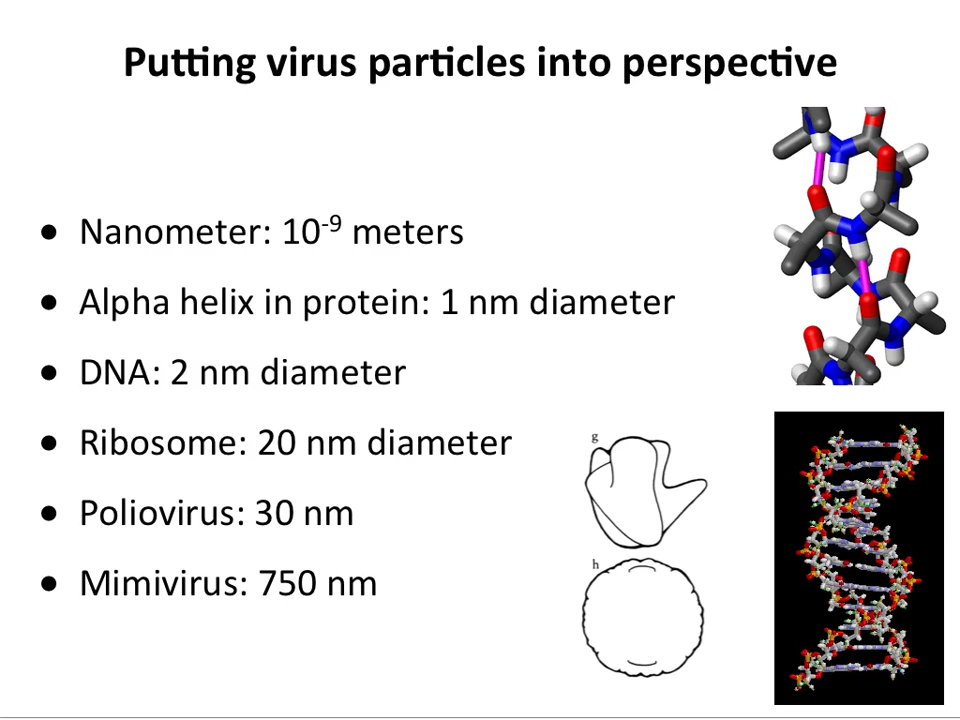 Putting virus particles into perspective
• Nanometer: 10⁻⁹ meters
• Alpha helix in protein: 1 nm diameter
• DNA: 2 nm diameter
• Ribosome: 20 nm diameter
• Poliovirus: 30 nm
• Mimivirus: 750 nm
g
h